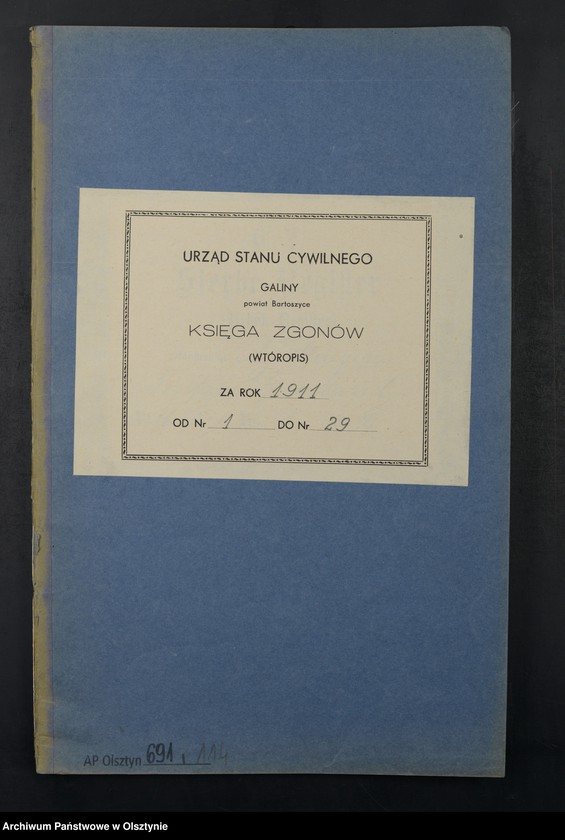 URZĄD STANU CYWILNEGO
GALINY
powiat Bartoszyce
KSIĘGA ZGONÓW
(WTÓROPIS)
ZA ROK 1911
OD Nr 1 DO Nr 29
AP Olsztyn 691, 114
Archiwum Państwowe w Olsztynie